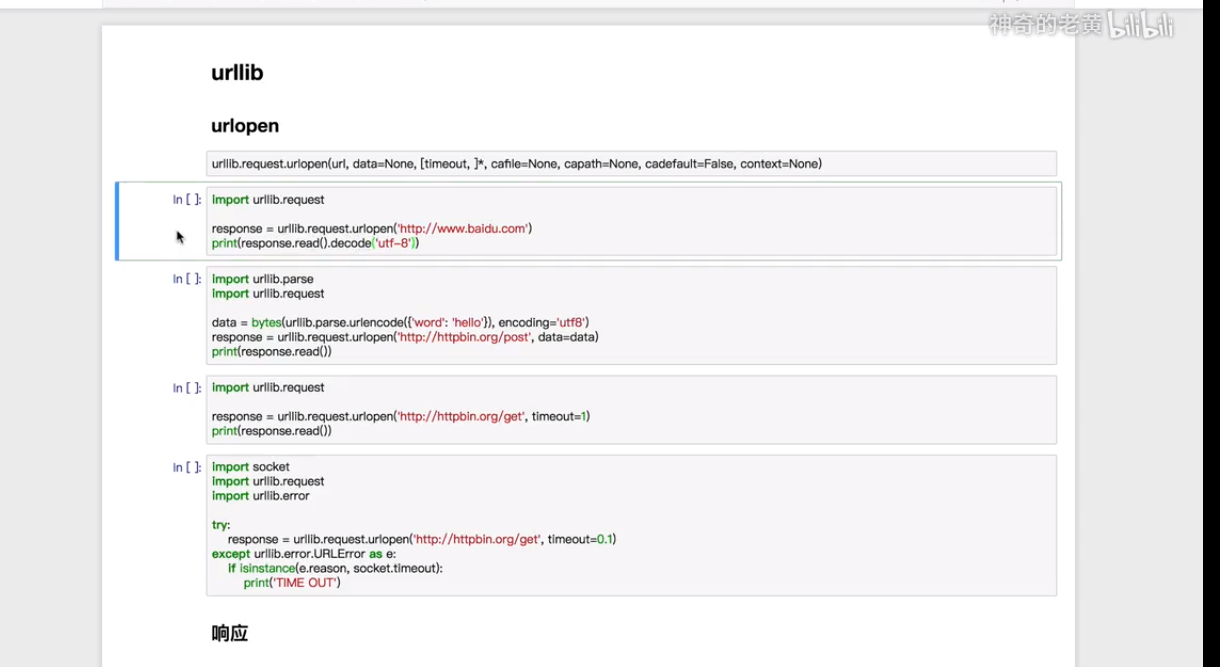 神奇的老黄 bilibili
urllib
urlopen
urllib.request.urlopen(url, data=None, [timeout, ]*, cafile=None, capath=None, cadefault=False, context=None)
In [ ]: import urllib.request
response = urllib.request.urlopen('http://www.baidu.com')
print(response.read().decode('utf-8'))
In [ ]: import urllib.parse
import urllib.request
data = bytes(urllib.parse.urlencode({'word': 'hello'}), encoding='utf8')
response = urllib.request.urlopen('http://httpbin.org/post', data=data)
print(response.read())
In [ ]: import urllib.request
response = urllib.request.urlopen('http://httpbin.org/get', timeout=1)
print(response.read())
In [ ]: import socket
import urllib.request
import urllib.error
try:
response = urllib.request.urlopen('http://httpbin.org/get', timeout=0.1)
except urllib.error.URLError as e:
if isinstance(e.reason, socket.timeout):
print('TIME OUT')
响应